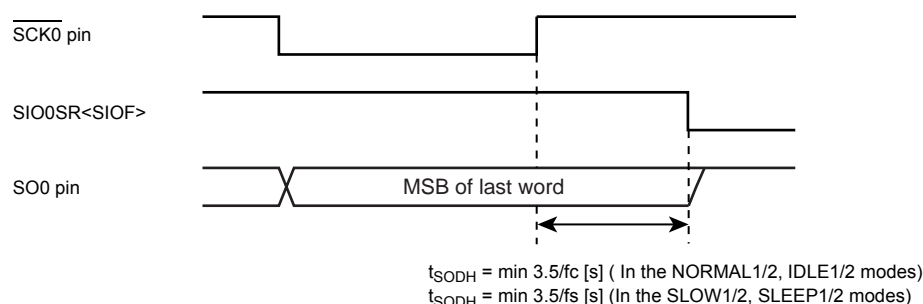 SCK0 pin
SIO0SR<SIOF>
SO0 pin
MSB of last word
tSODH = min 3.5/fc [s] ( In the NORMAL1/2, IDLE1/2 modes)
tSODH = min 3.5/fs [s] (In the SLOW1/2, SLEEP1/2 modes)